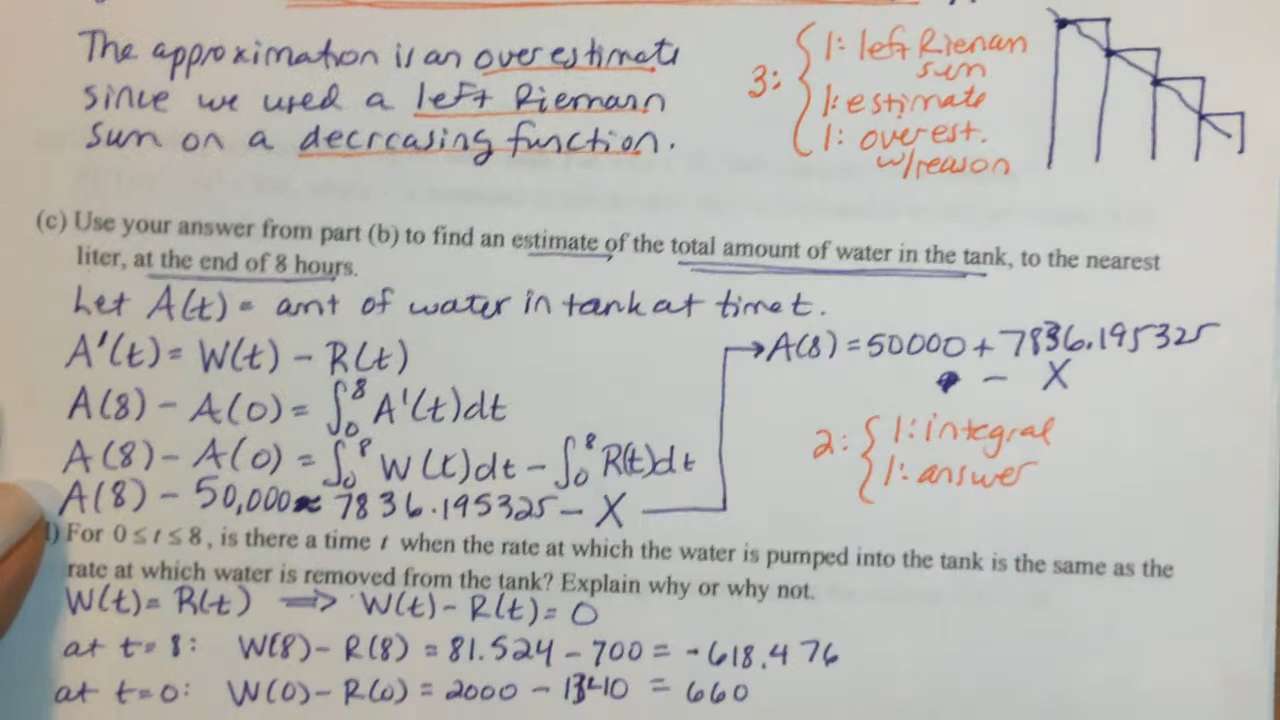 The approximation is an overestimate
since we used a left Riemann
sum on a decreasing function.
3: { 1: left Rienan
sum
1: estimate
1: overest.
w/reason
(c) Use your answer from part (b) to find an estimate of the total amount of water in the tank, to the nearest
liter, at the end of 8 hours.
Let A(t) = amt of water in tank at time t.
A'(t) = W(t) - R(t)
A(8) - A(0) = ∫₀⁸ A'(t)dt
A(8) - A(0) = ∫₀⁸ W(t)dt - ∫₀⁸ R(t)dt
A(8) - 50,000 ≈ 7836.195325 - X
→ A(8) = 50000 + 7836.195325
- X
2: { 1: integral
1: answer
) For 0 ≤ t ≤ 8, is there a time t when the rate at which the water is pumped into the tank is the same as the
rate at which water is removed from the tank? Explain why or why not.
W(t) = R(t) ⟹ W(t) - R(t) = 0
at t = 8: W(8) - R(8) = 81.524 - 700 = -618.476
at t = 0: W(0) - R(0) = 2000 - 1340 = 660